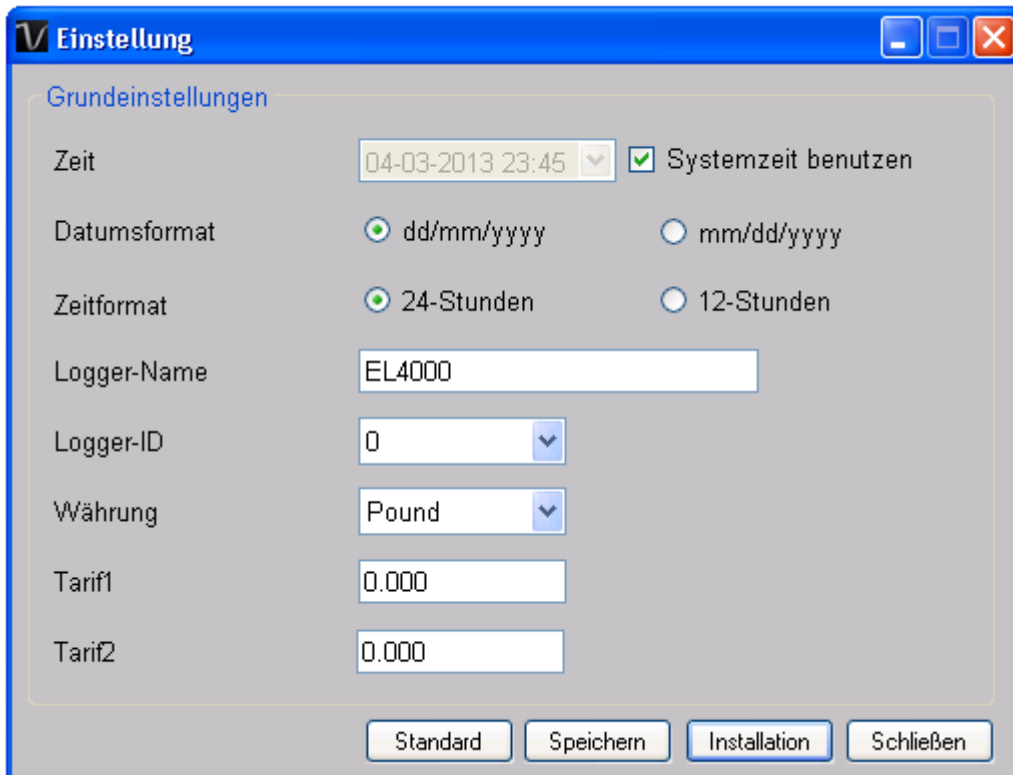 Einstellung
Grundeinstellungen
Zeit 04-03-2013 23:45 Systemzeit benutzen
Datumsformat dd/mm/yyyy mm/dd/yyyy
Zeitformat 24-Stunden 12-Stunden
Logger-Name EL4000
Logger-ID 0
Währung Pound
Tarif1 0.000
Tarif2 0.000
Standard Speichern Installation Schließen